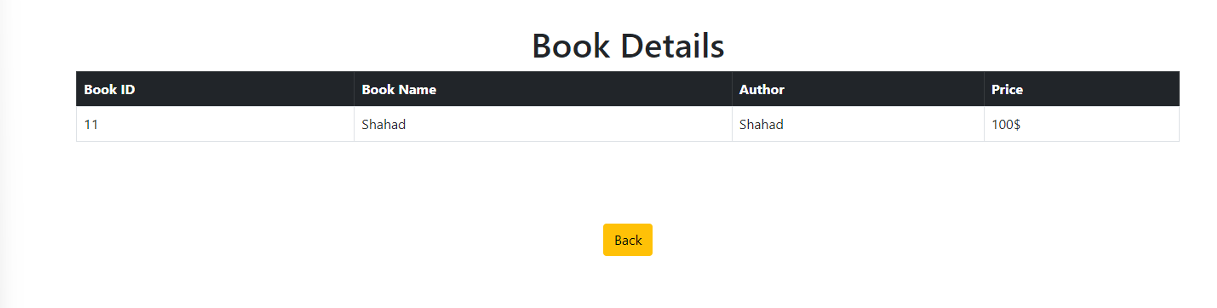 Book Details
Book ID Book Name Author Price
11 Shahad Shahad 100$
Back